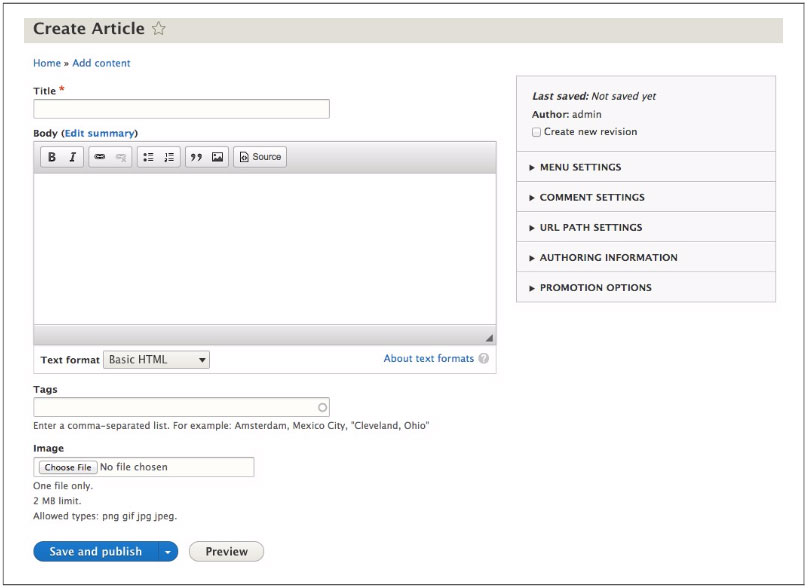 Create Article
Home » Add content
Title *
Body (Edit summary)
B I Source
Text format Basic HTML
About text formats ?
Tags
Enter a comma-separated list. For example: Amsterdam, Mexico City, "Cleveland, Ohio"
Image
Choose File No file chosen
One file only.
2 MB limit.
Allowed types: png gif jpg jpeg.
Save and publish
Preview
Last saved: Not saved yet
Author: admin
Create new revision
MENU SETTINGS
COMMENT SETTINGS
URL PATH SETTINGS
AUTHORING INFORMATION
PROMOTION OPTIONS